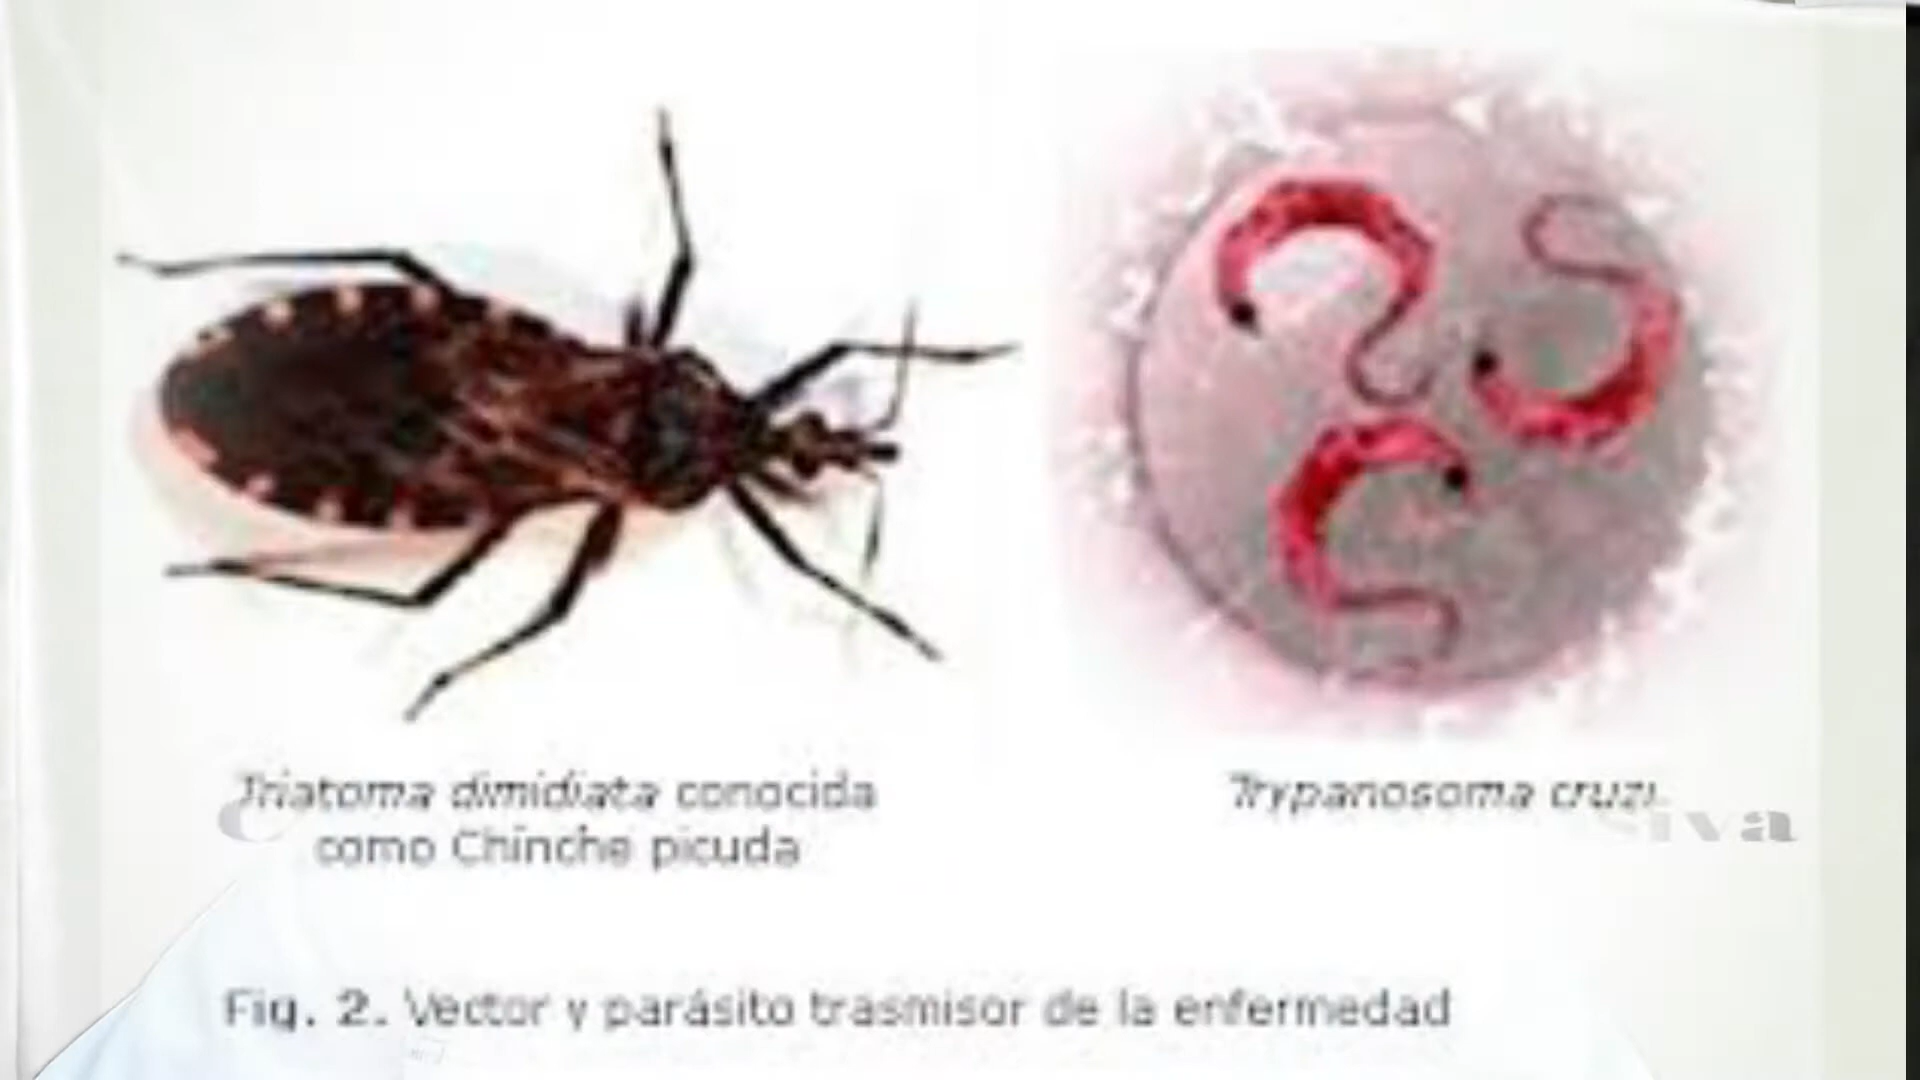 Triatoma dimidiata conocida
como Chinche picuda
Trypanosoma cruzi.
Fig. 2. Vector y parásito trasmisor de la enfermedad